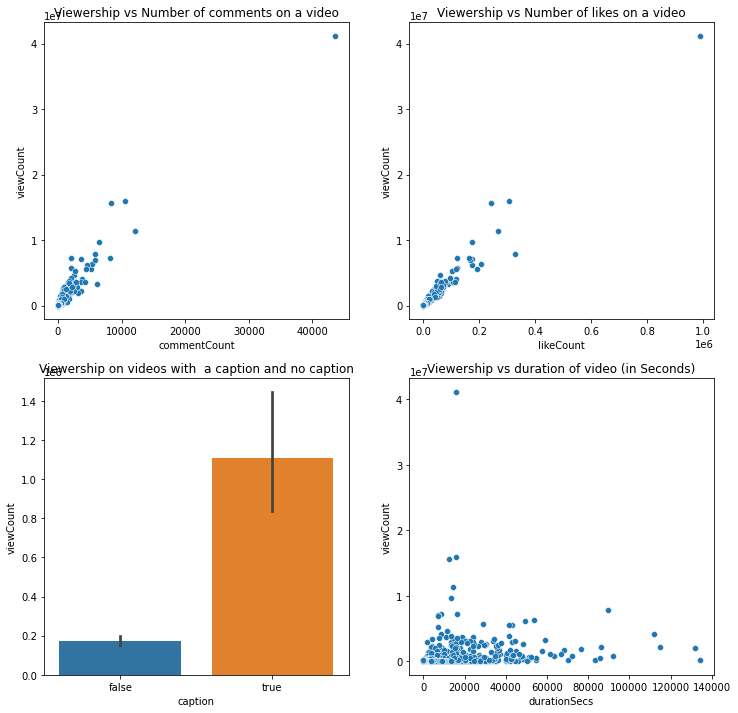 Viewership vs Number of comments on a video
1e7
4
3
2
1
0
viewCount
0 10000 20000 30000 40000
commentCount
Viewership vs Number of likes on a video
1e7
4
3
2
1
0
viewCount
0.0 0.2 0.4 0.6 0.8 1.0
1e6
likeCount
Viewership on videos with  a caption and no caption
1.4
1.2
1.0
0.8
0.6
0.4
0.2
0.0
viewCount
false true
caption
Viewership vs duration of video (in Seconds)
1e7
4
3
2
1
0
viewCount
0 20000 40000 60000 80000 100000 120000 140000
durationSecs